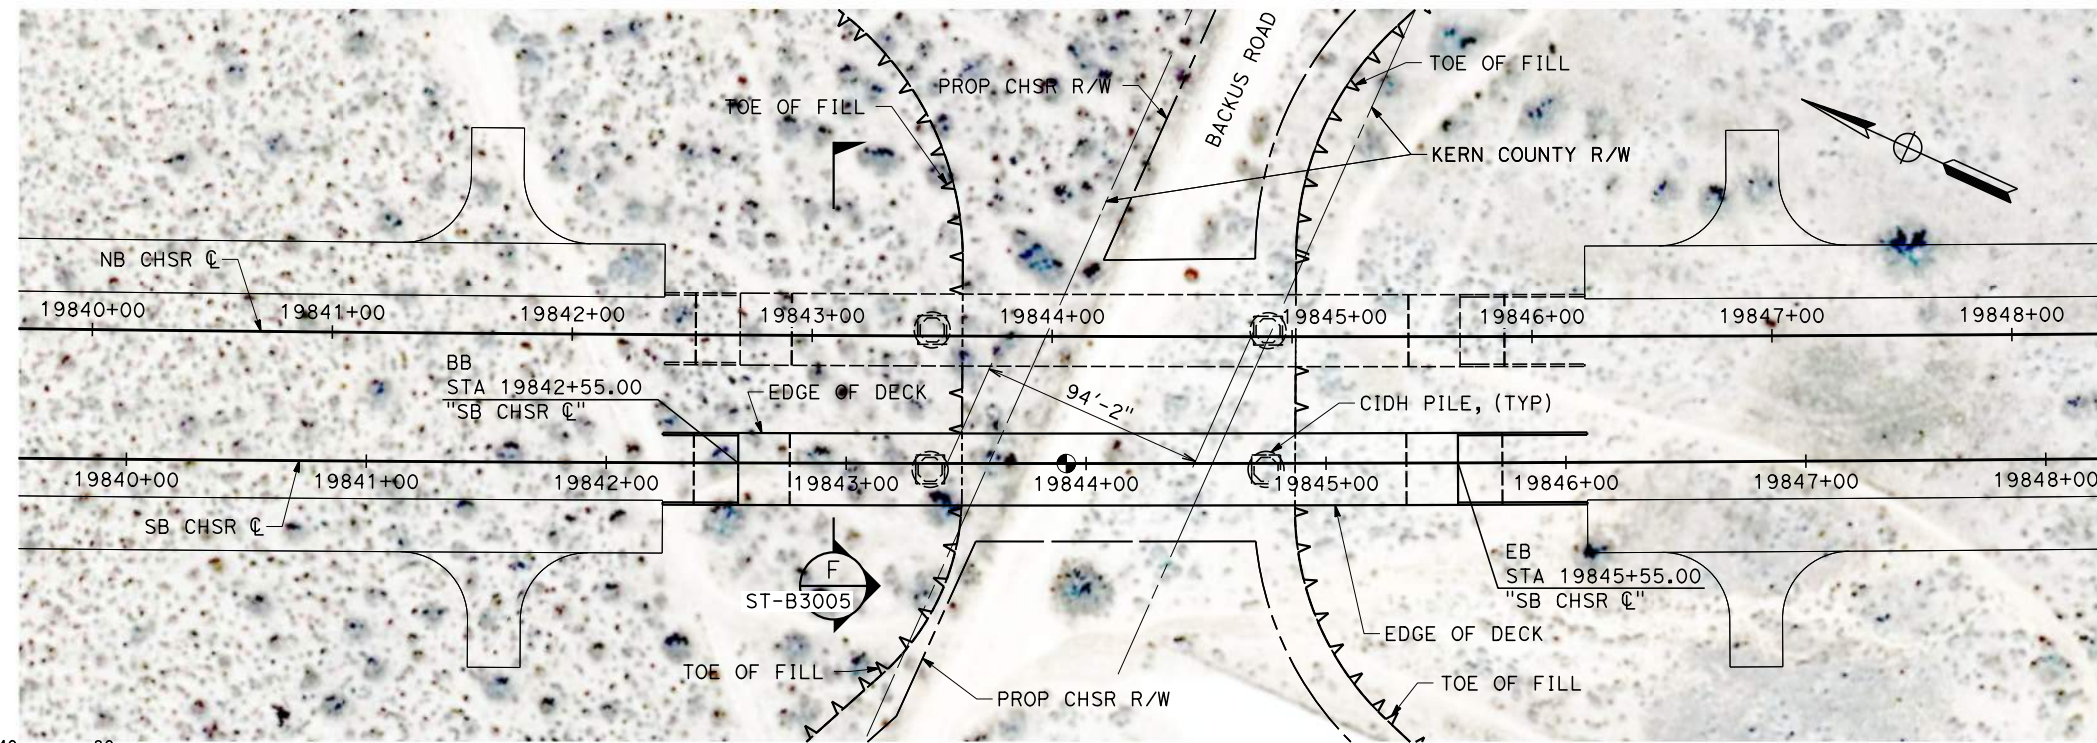 BACKUS ROAD
TOE OF FILL
PROP CHSR R/W
TOE OF FILL
KERN COUNTY R/W
NB CHSR ℄
19840+00 19841+00 19842+00 19843+00 19844+00 19845+00 19846+00 19847+00 19848+00
BB
STA 19842+55.00
"SB CHSR ℄"
EDGE OF DECK
94'-2"
CIDH PILE, (TYP)
19840+00 19841+00 19842+00 19843+00 19844+00 19845+00 19846+00 19847+00 19848+00
SB CHSR ℄
EB
STA 19845+55.00
"SB CHSR ℄"
F
ST-B3005
EDGE OF DECK
TOE OF FILL
PROP CHSR R/W
TOE OF FILL